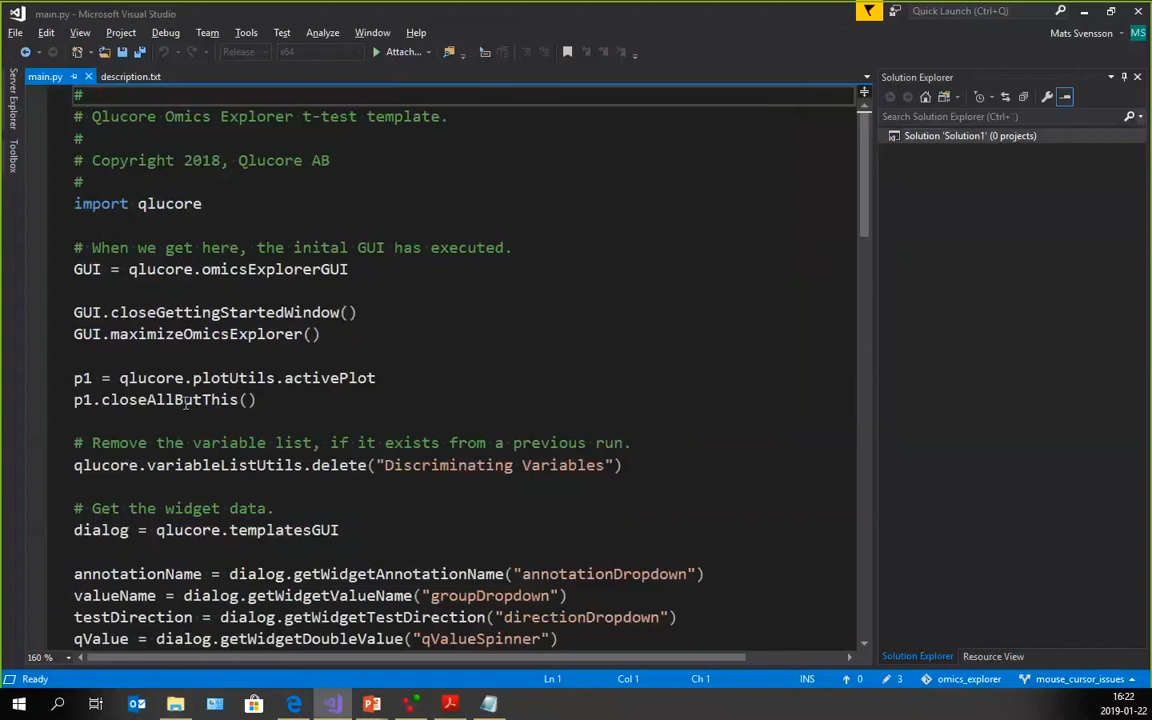 main.py - Microsoft Visual Studio
Quick Launch (Ctrl+Q)
File Edit View Project Debug Team Tools Test Analyze Window Help
Mats Svensson MS
Release x64 Attach...
main.py description.txt
Solution Explorer
Server Explorer
Toolbox
#
# Qlucore Omics Explorer t-test template.
#
# Copyright 2018, Qlucore AB
#
import qlucore
# When we get here, the inital GUI has executed.
GUI = qlucore.omicsExplorerGUI
GUI.closeGettingStartedWindow()
GUI.maximizeOmicsExplorer()
p1 = qlucore.plotUtils.activePlot
p1.closeAllButThis()
# Remove the variable list, if it exists from a previous run.
qlucore.variableListUtils.delete("Discriminating Variables")
# Get the widget data.
dialog = qlucore.templatesGUI
annotationName = dialog.getWidgetAnnotationName("annotationDropdown")
valueName = dialog.getWidgetValueName("groupDropdown")
testDirection = dialog.getWidgetTestDirection("directionDropdown")
qValue = dialog.getWidgetDoubleValue("qValueSpinner")
Search Solution Explorer (Ctrl+
Solution 'Solution1' (0 projects)
160 %
Solution Explorer Resource View
Ready Ln 1 Col 1 Ch 1 INS 0 3 omics_explorer mouse_cursor_issues
16:22
2019-01-22